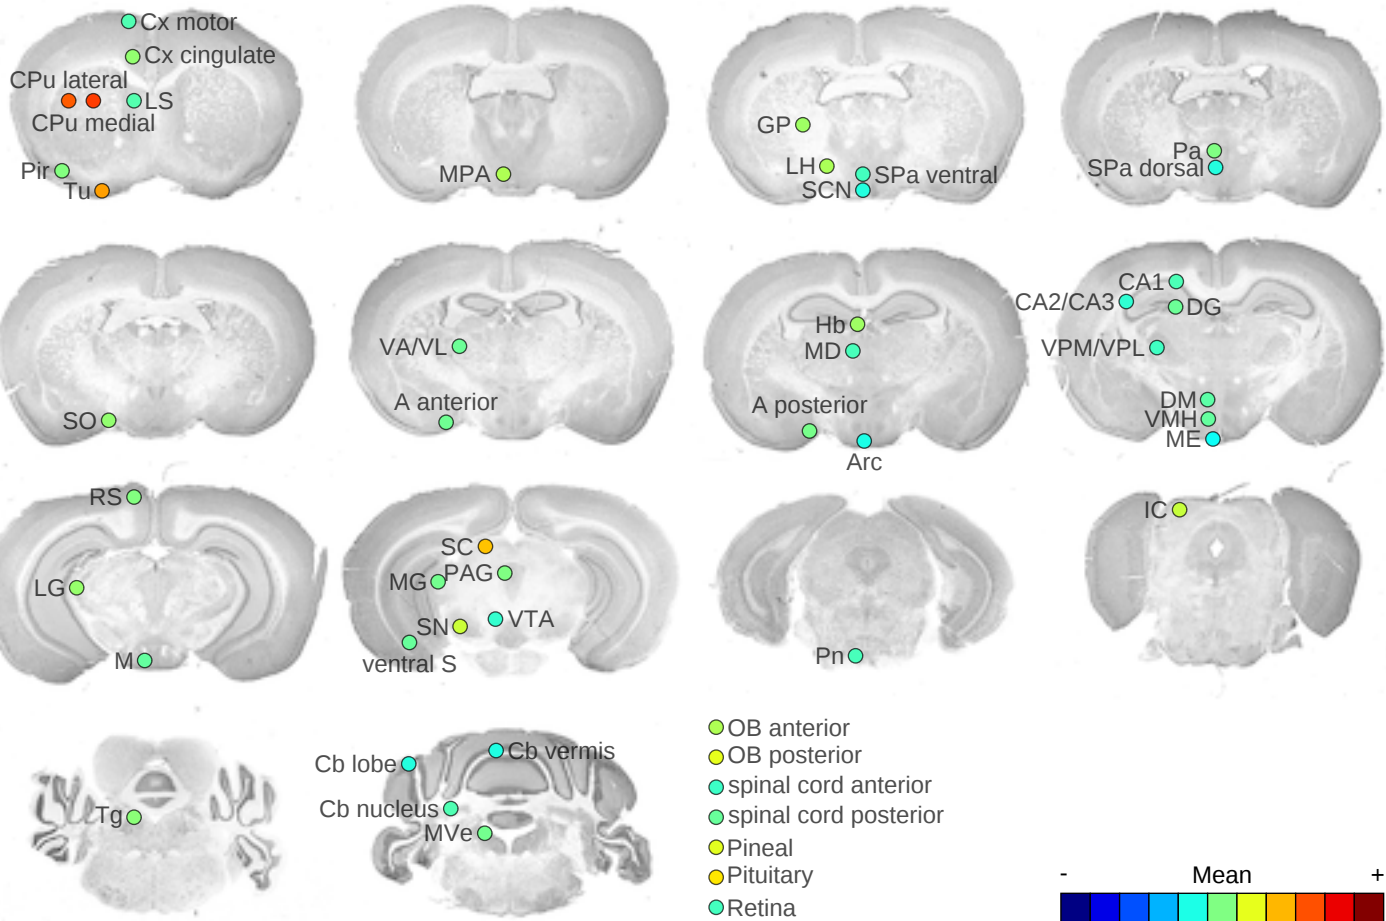 Cx motor
Cx cingulate
CPu lateral
LS
CPu medial
Pir
Tu
MPA
GP
LH
SPa ventral
SCN
Pa
SPa dorsal
SO
VA/VL
A anterior
Hb
MD
A posterior
Arc
CA1
CA2/CA3
DG
VPM/VPL
DM
VMH
ME
RS
LG
M
SC
MG
PAG
SN
VTA
ventral S
Pn
IC
Tg
Cb lobe
Cb vermis
Cb nucleus
MVe
OB anterior
OB posterior
spinal cord anterior
spinal cord posterior
Pineal
Pituitary
Retina
- Mean +